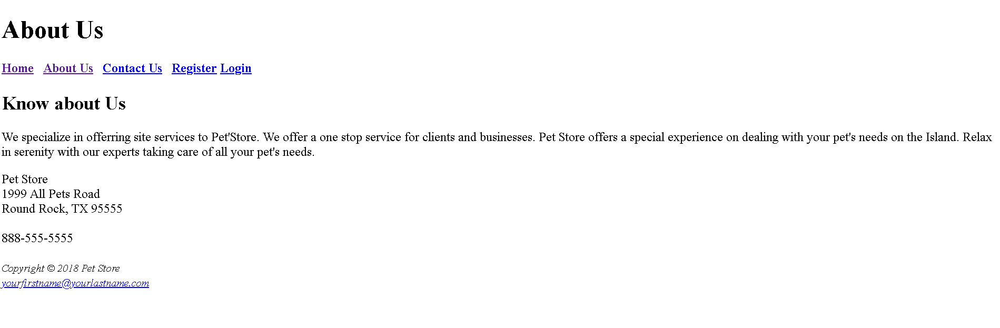 About Us
Home About Us Contact Us Register Login
Know about Us
We specialize in offerring site services to Pet'Store. We offer a one stop service for clients and businesses. Pet Store offers a special experience on dealing with your pet's needs on the Island. Relax
in serenity with our experts taking care of all your pet's needs.
Pet Store
1999 All Pets Road
Round Rock, TX 95555
888-555-5555
Copyright © 2018 Pet Store
yourfirstname@yourlastname.com